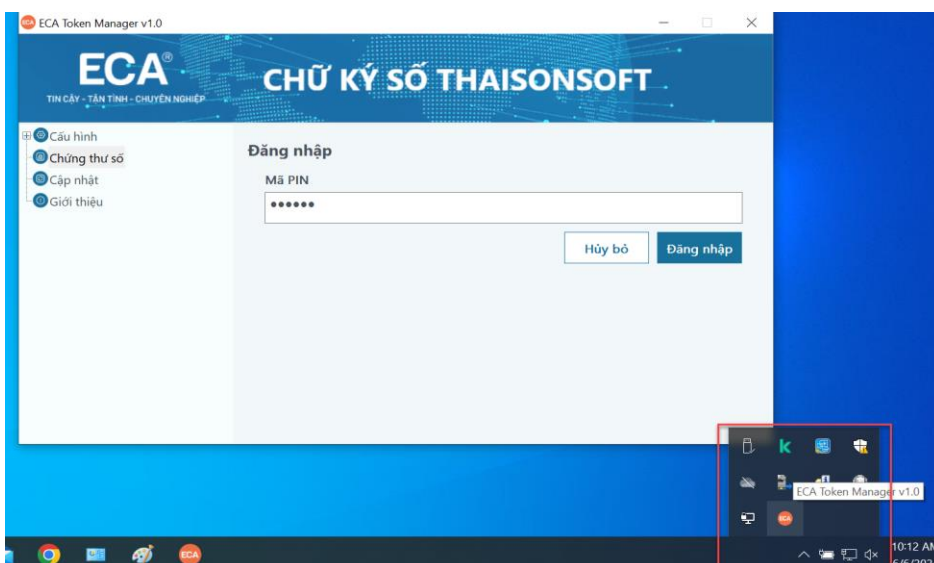 ECA Token Manager v1.0
ECA®
TIN CẬY - TẬN TÌNH - CHUYÊN NGHIỆP
CHỮ KÝ SỐ THAISONSOFT
Cấu hình
Chứng thư số
Cập nhật
Giới thiệu
Đăng nhập
Mã PIN
Hủy bỏ
Đăng nhập
ECA Token Manager v1.0
ECA
10:12 AM